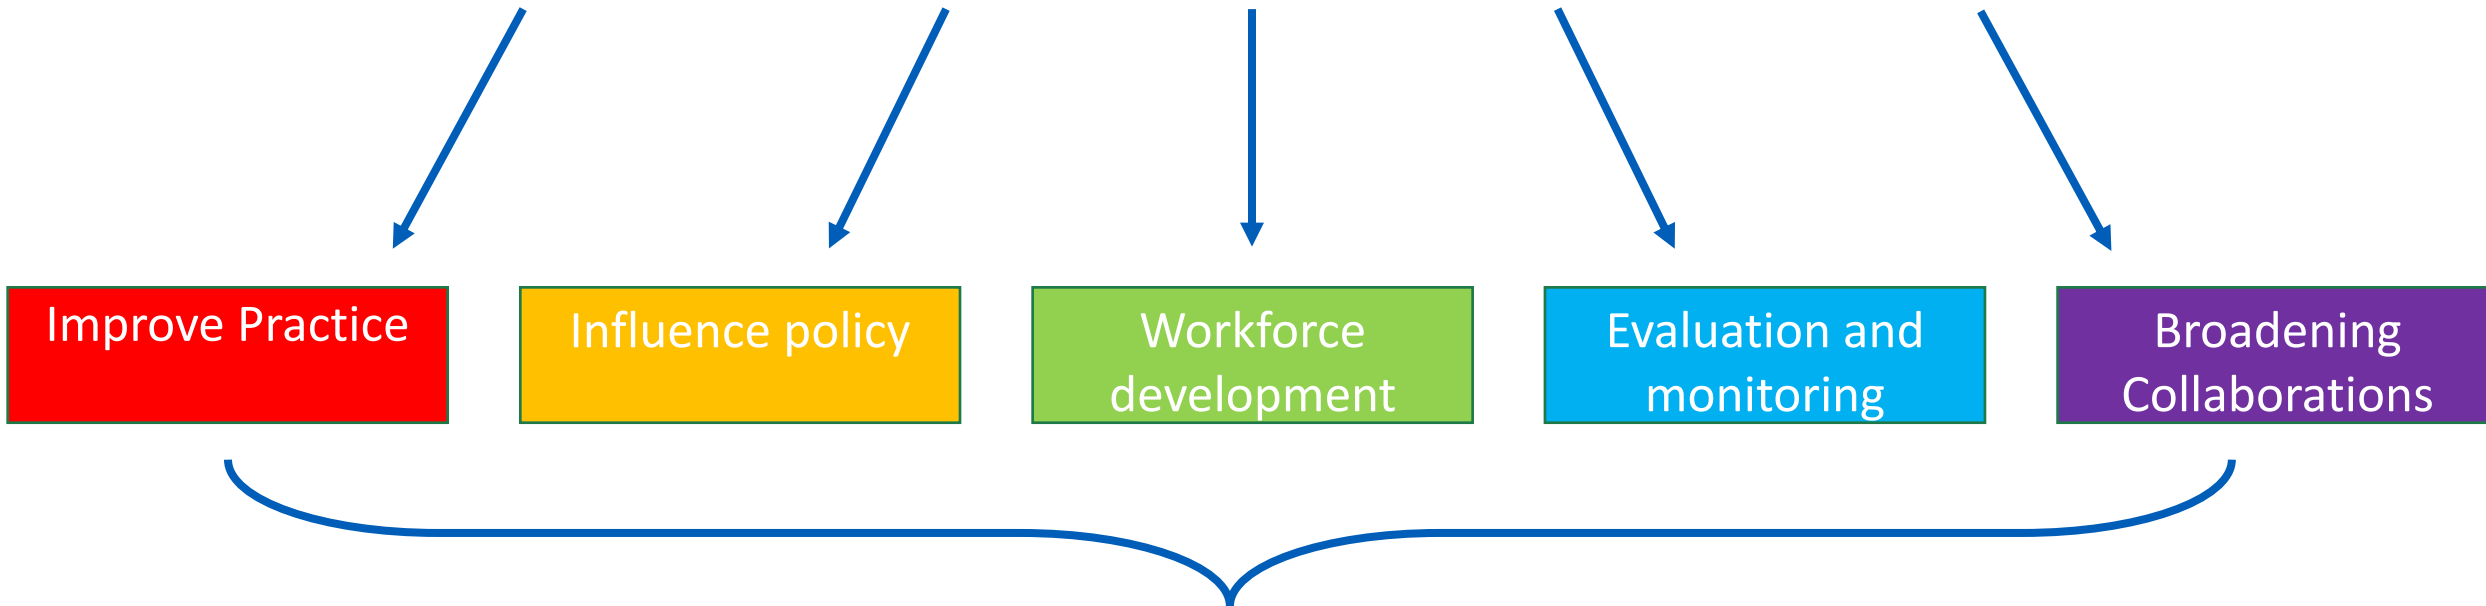 Improve Practice
Influence policy
Workforce
development
Evaluation and
monitoring
Broadening
Collaborations